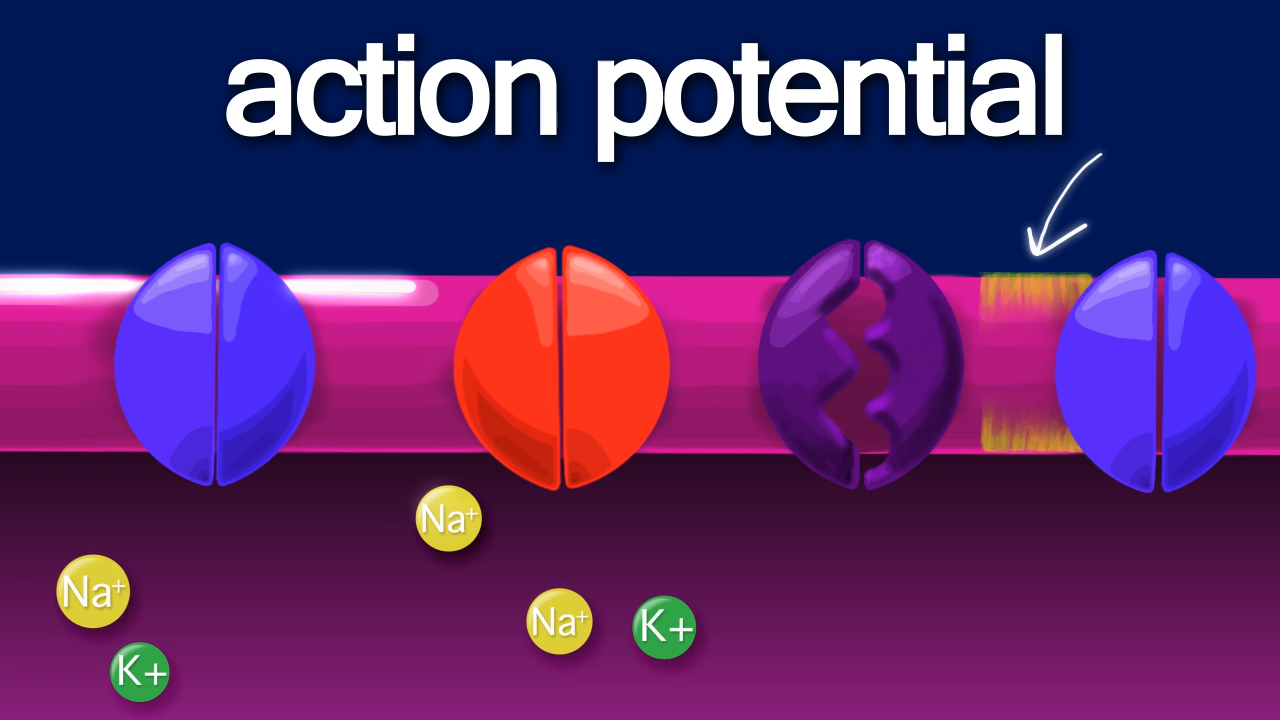 action potential
Na⁺
Na⁺
Na⁺
K+
K+